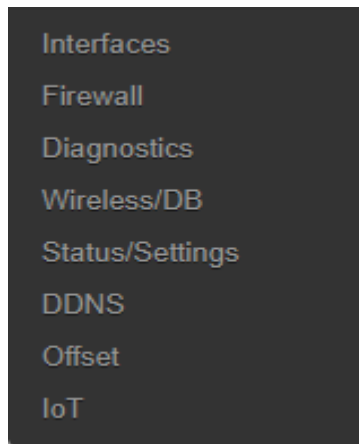 Interfaces
Firewall
Diagnostics
Wireless/DB
Status/Settings
DDNS
Offset
IoT